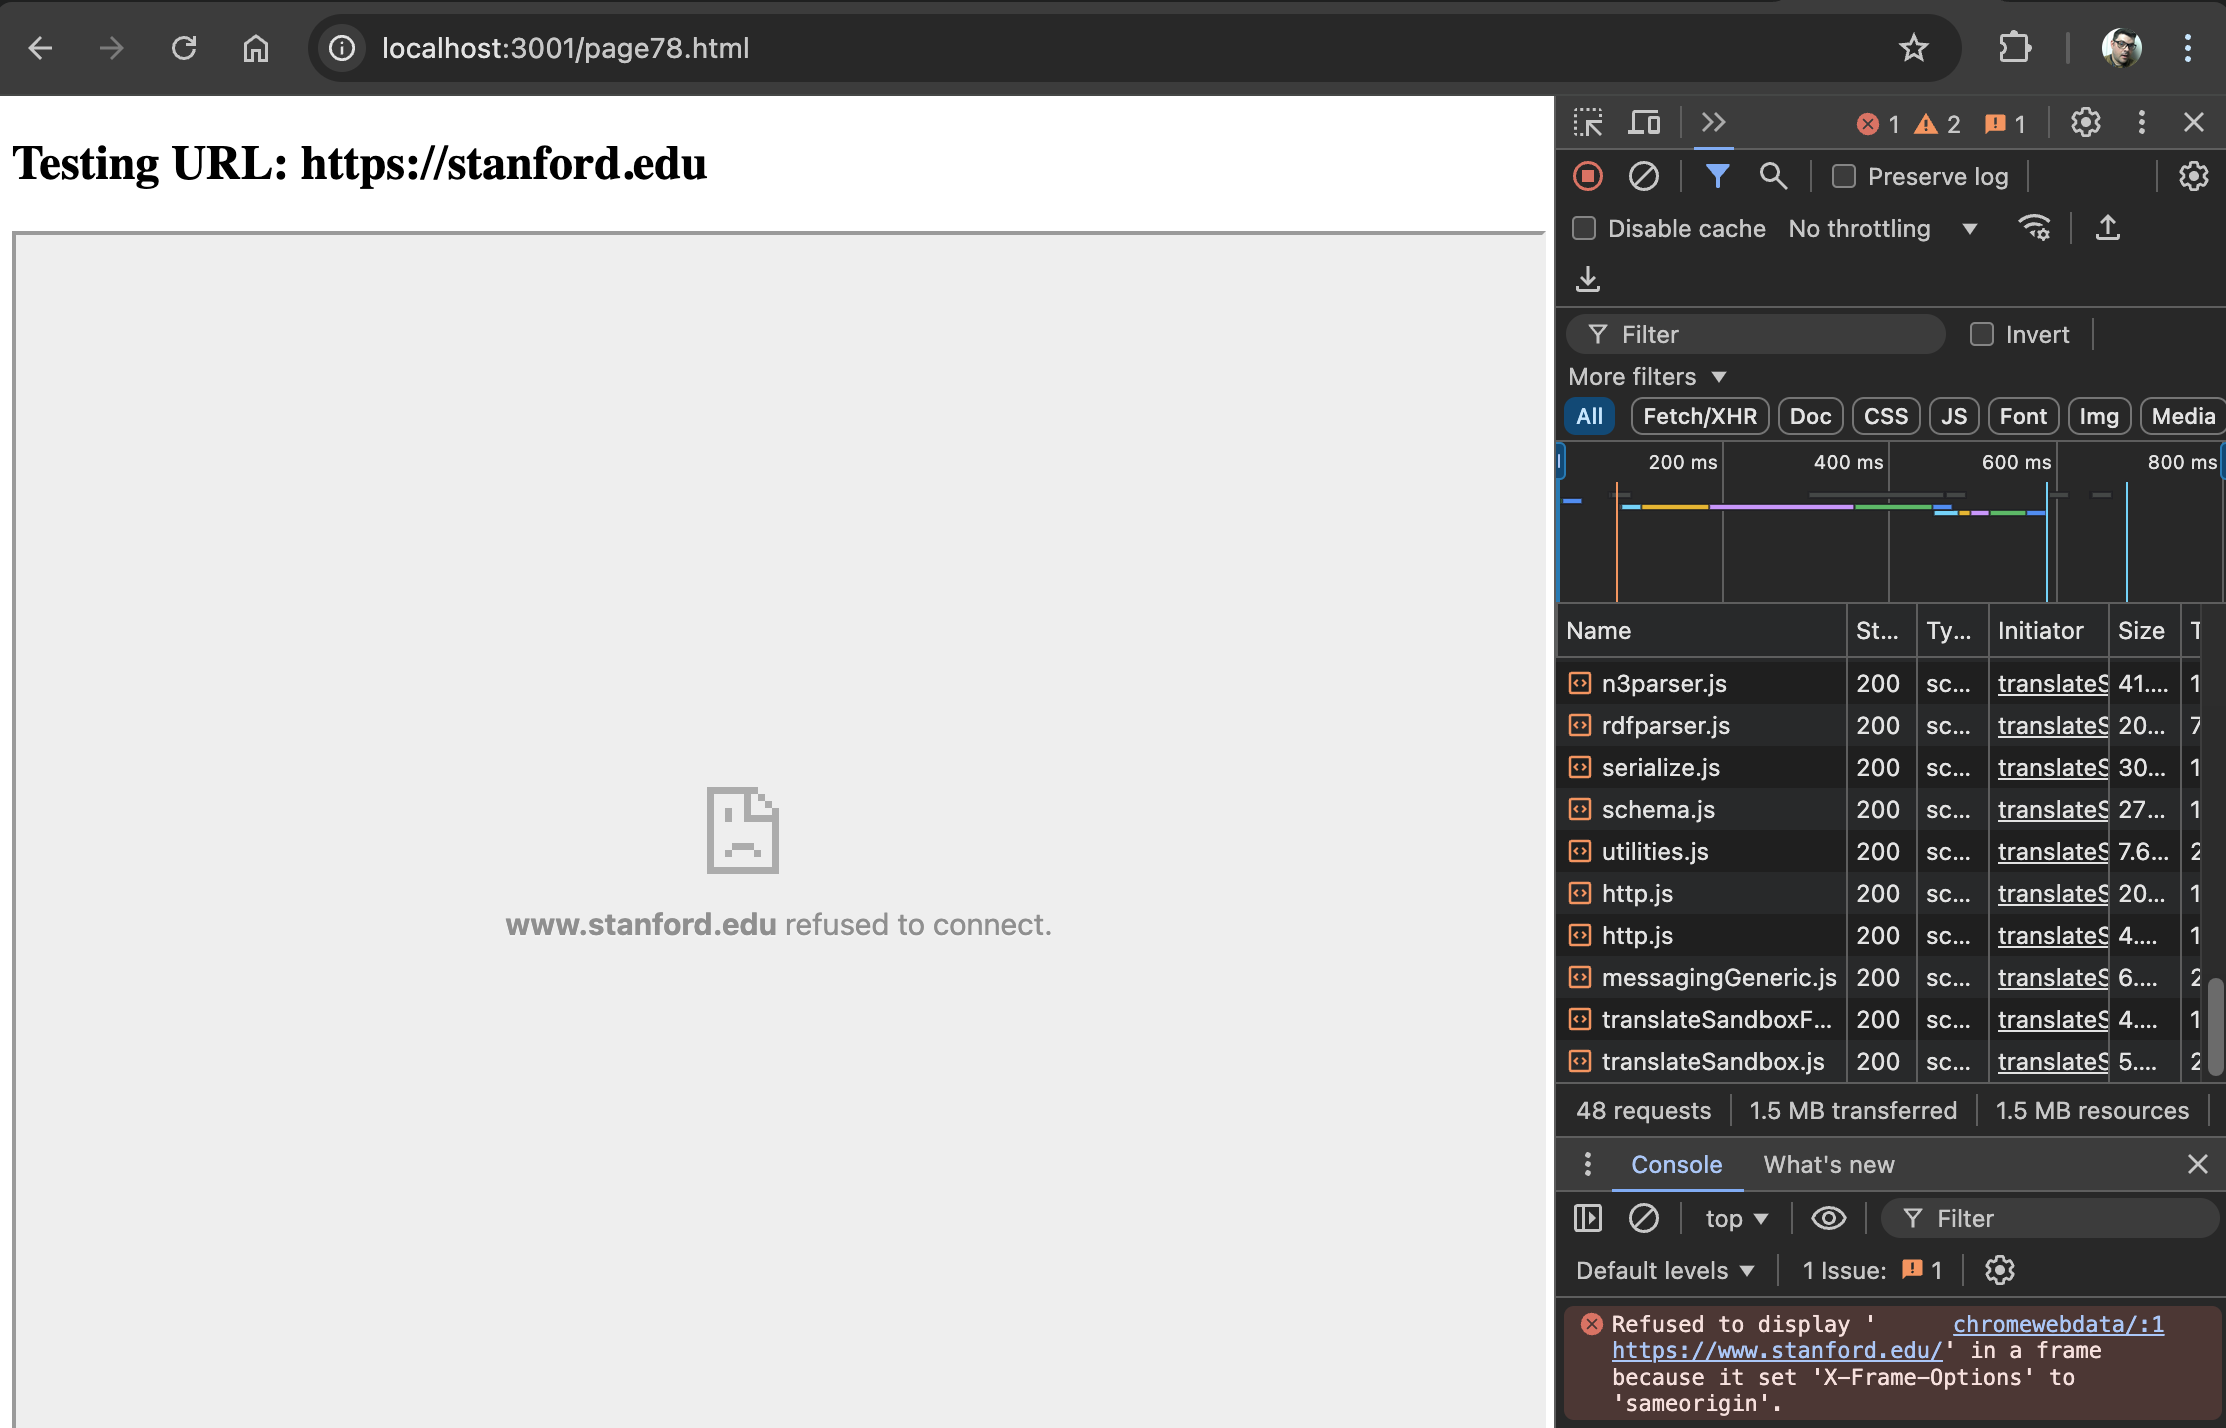 localhost:3001/page78.html
Testing URL: https://stanford.edu
www.stanford.edu refused to connect.
1 2 1
Preserve log
Disable cache No throttling
Filter Invert
More filters
All Fetch/XHR Doc CSS JS Font Img Media
200 ms 400 ms 600 ms 800 ms
Name St... Ty... Initiator Size T
n3parser.js 200 sc... translateS 41.... 1
rdfparser.js 200 sc... translateS 20... 7
serialize.js 200 sc... translateS 30... 1
schema.js 200 sc... translateS 27... 1
utilities.js 200 sc... translateS 7.6... 2
http.js 200 sc... translateS 20... 1
http.js 200 sc... translateS 4.... 1
messagingGeneric.js 200 sc... translateS 6.... 2
translateSandboxF... 200 sc... translateS 4.... 1
translateSandbox.js 200 sc... translateS 5.... 2
48 requests 1.5 MB transferred 1.5 MB resources
Console What's new
top Filter
Default levels 1 Issue: 1
Refused to display ' chromewebdata/:1
https://www.stanford.edu/' in a frame
because it set 'X-Frame-Options' to
'sameorigin'.